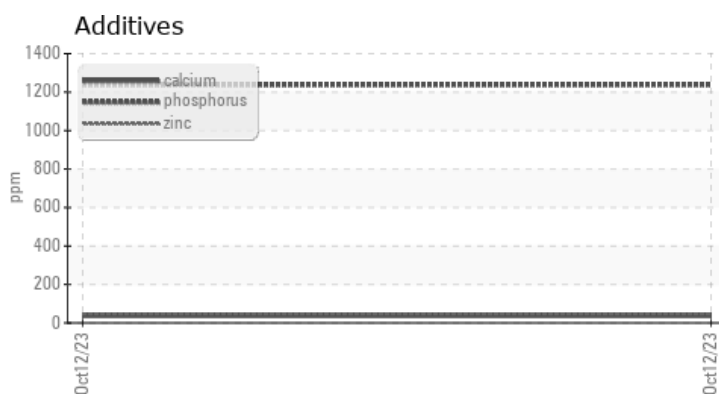 Additives
1400
1200
1000
800
600
400
200
0
ppm
calcium
phosphorus
zinc
Oct12/23
Oct12/23